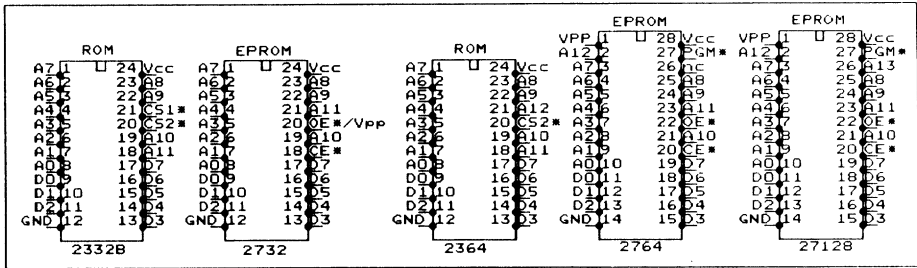 ROM
A7 1 24 Vcc
A6 2 23 A8
A5 3 22 A9
A4 4 21 CS1*
A3 5 20 CS2*
A2 6 19 A10
A1 7 18 A11
A0 8 17 D7
D0 9 16 D6
D1 10 15 D5
D2 11 14 D4
GND 12 13 D3
2332B
EPROM
A7 1 24 Vcc
A6 2 23 A8
A5 3 22 A9
A4 4 21 A11
A3 5 20 OE*/Vpp
A2 6 19 A10
A1 7 18 CE*
A0 8 17 D7
D0 9 16 D6
D1 10 15 D5
D2 11 14 D4
GND 12 13 D3
2732
ROM
A7 1 24 Vcc
A6 2 23 A8
A5 3 22 A9
A4 4 21 A12
A3 5 20 CS2*
A2 6 19 A10
A1 7 18 A11
A0 8 17 D7
D0 9 16 D6
D1 10 15 D5
D2 11 14 D4
GND 12 13 D3
2364
EPROM
VPP 1 28 Vcc
A12 2 27 PGM*
A7 3 26 nc
A6 4 25 A8
A5 5 24 A9
A4 6 23 A11
A3 7 22 OE*
A2 8 21 A10
A1 9 20 CE*
A0 10 19 D7
D0 11 18 D6
D1 12 17 D5
D2 13 16 D4
GND 14 15 D3
2764
EPROM
VPP 1 28 Vcc
A12 2 27 PGM*
A7 3 26 A13
A6 4 25 A8
A5 5 24 A9
A4 6 23 A11
A3 7 22 OE*
A2 8 21 A10
A1 9 20 CE*
A0 10 19 D7
D0 11 18 D6
D1 12 17 D5
D2 13 16 D4
GND 14 15 D3
27128